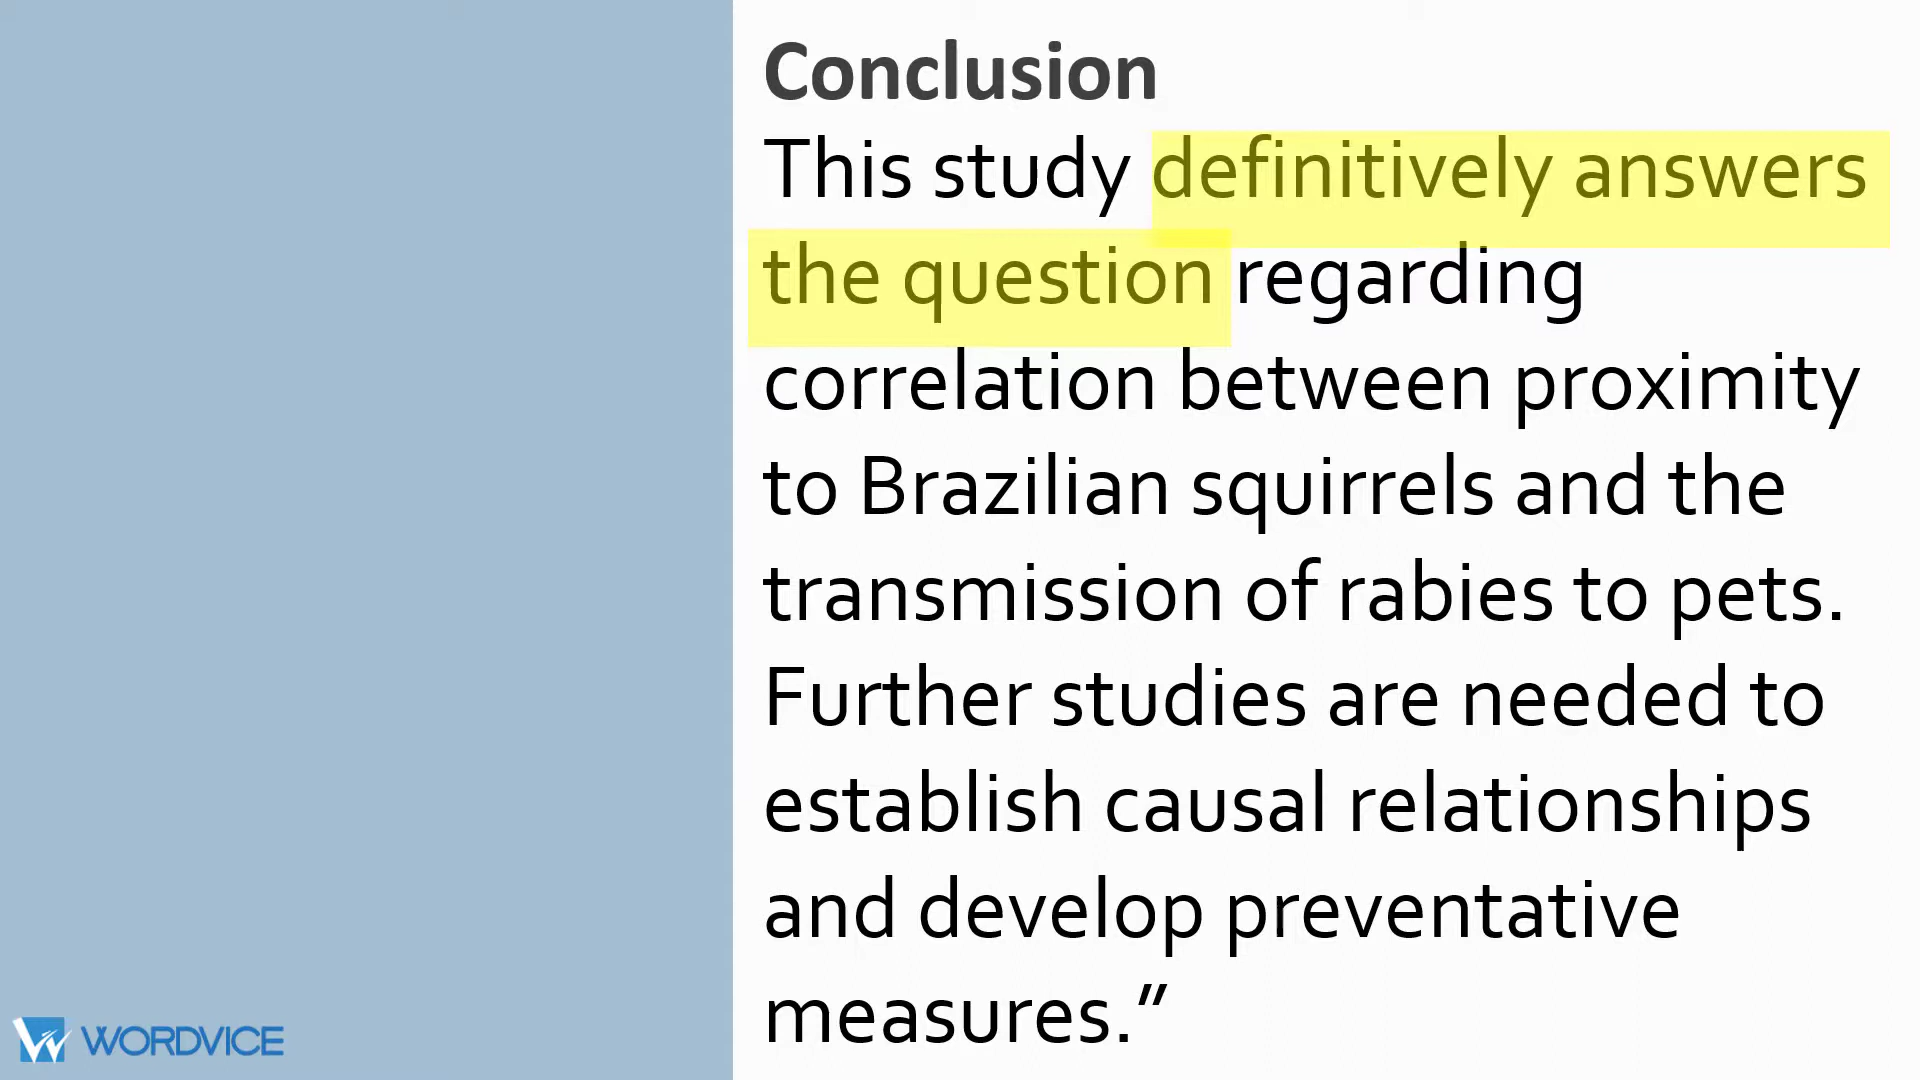 Conclusion
This study definitively answers
the question regarding
correlation between proximity
to Brazilian squirrels and the
transmission of rabies to pets.
Further studies are needed to
establish causal relationships
and develop preventative
measures.”
WORDVICE